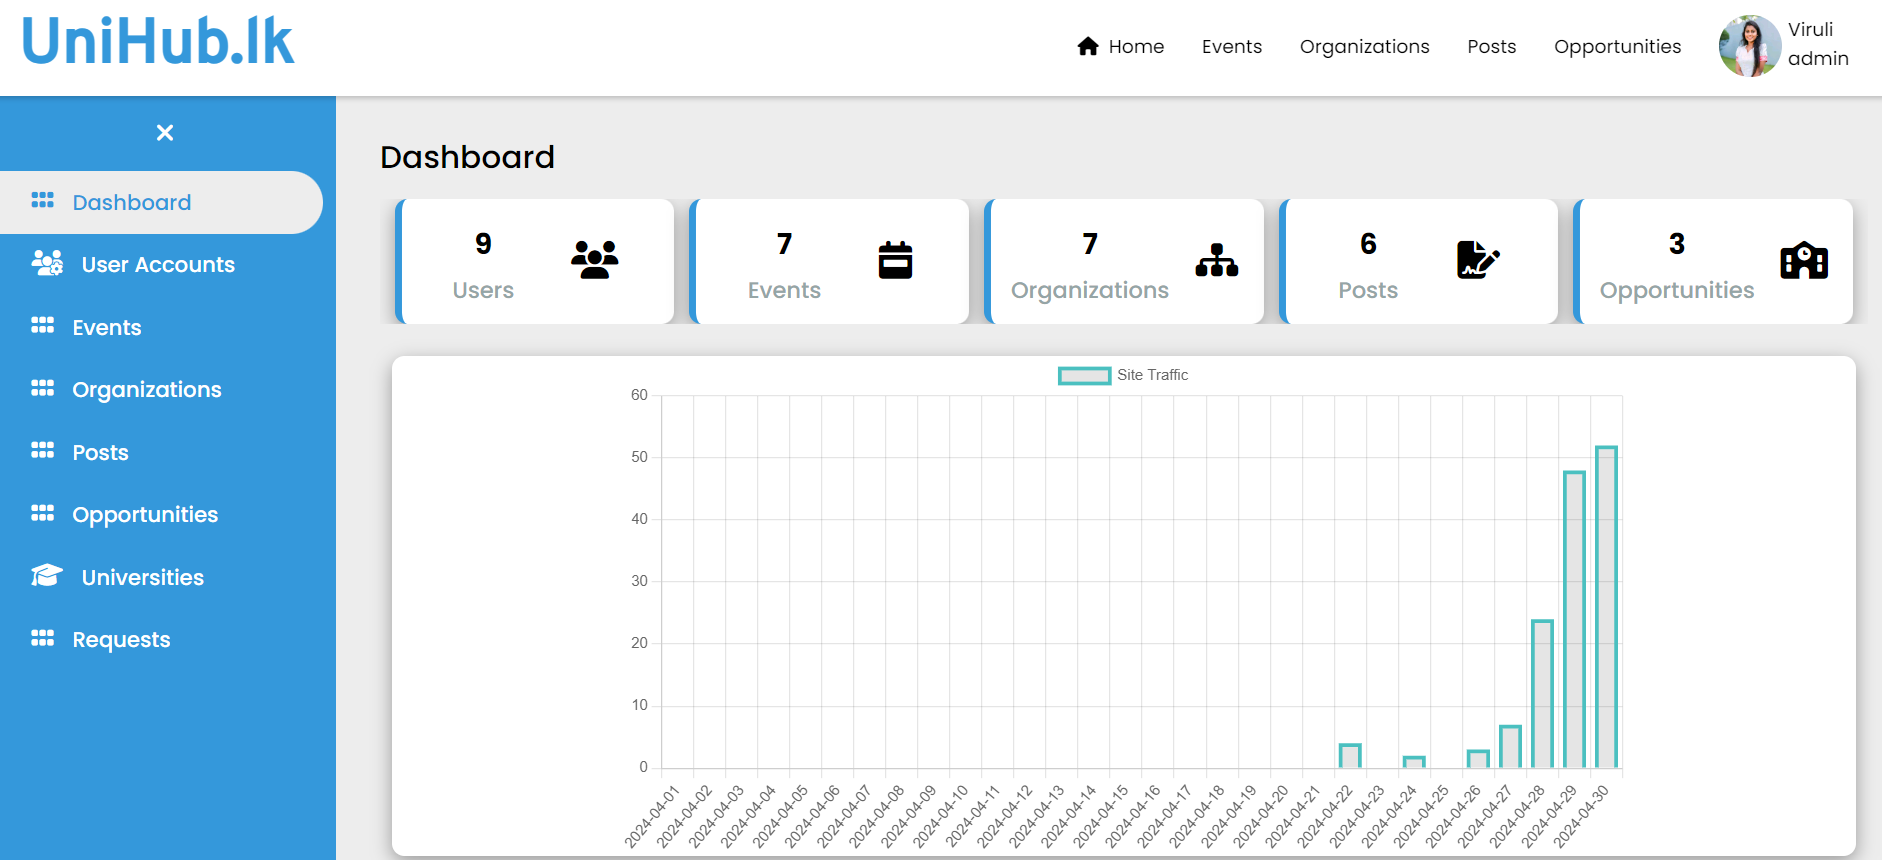 UniHub.lk
Home
Events
Organizations
Posts
Opportunities
Viruli
admin
Dashboard
User Accounts
Events
Organizations
Posts
Opportunities
Universities
Requests
Dashboard
9
Users
7
Events
7
Organizations
6
Posts
3
Opportunities
Site Traffic
60
50
40
30
20
10
0
2024-04-01
2024-04-02
2024-04-03
2024-04-04
2024-04-05
2024-04-06
2024-04-07
2024-04-08
2024-04-09
2024-04-10
2024-04-11
2024-04-12
2024-04-13
2024-04-14
2024-04-15
2024-04-16
2024-04-17
2024-04-18
2024-04-19
2024-04-20
2024-04-21
2024-04-22
2024-04-23
2024-04-24
2024-04-25
2024-04-26
2024-04-27
2024-04-28
2024-04-29
2024-04-30